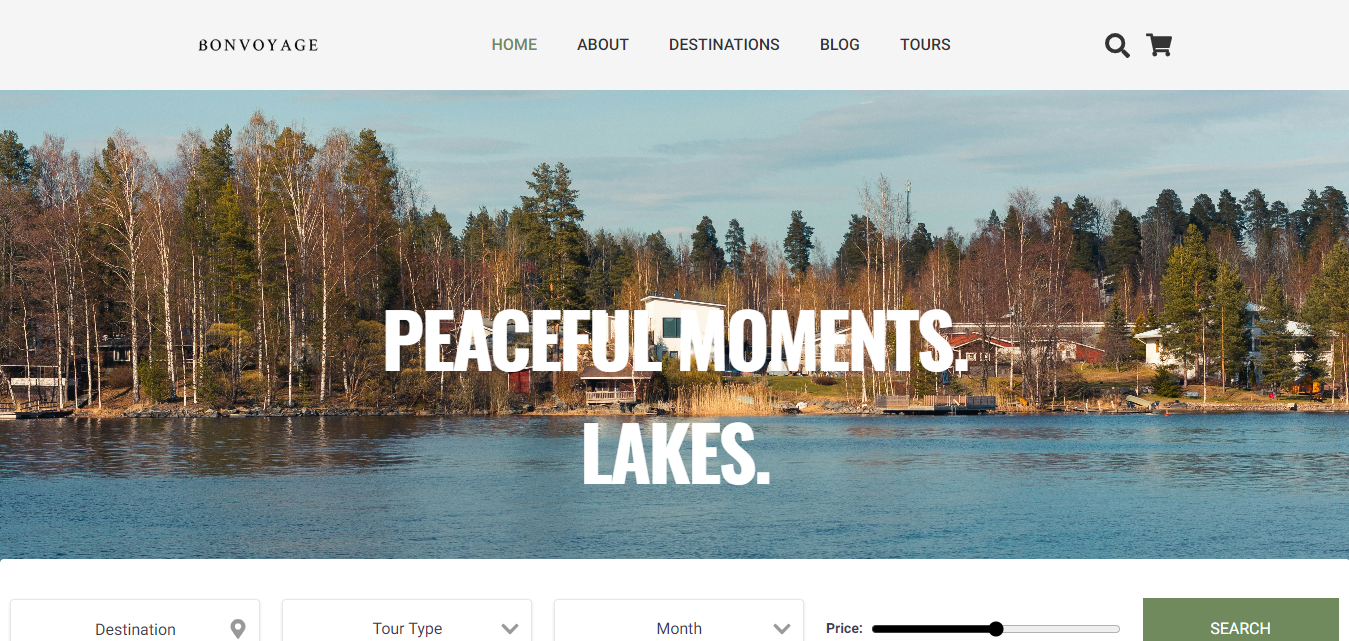 BONVOYAGE
HOME ABOUT DESTINATIONS BLOG TOURS
PEACEFUL MOMENTS.
LAKES.
Destination Tour Type Month Price: SEARCH